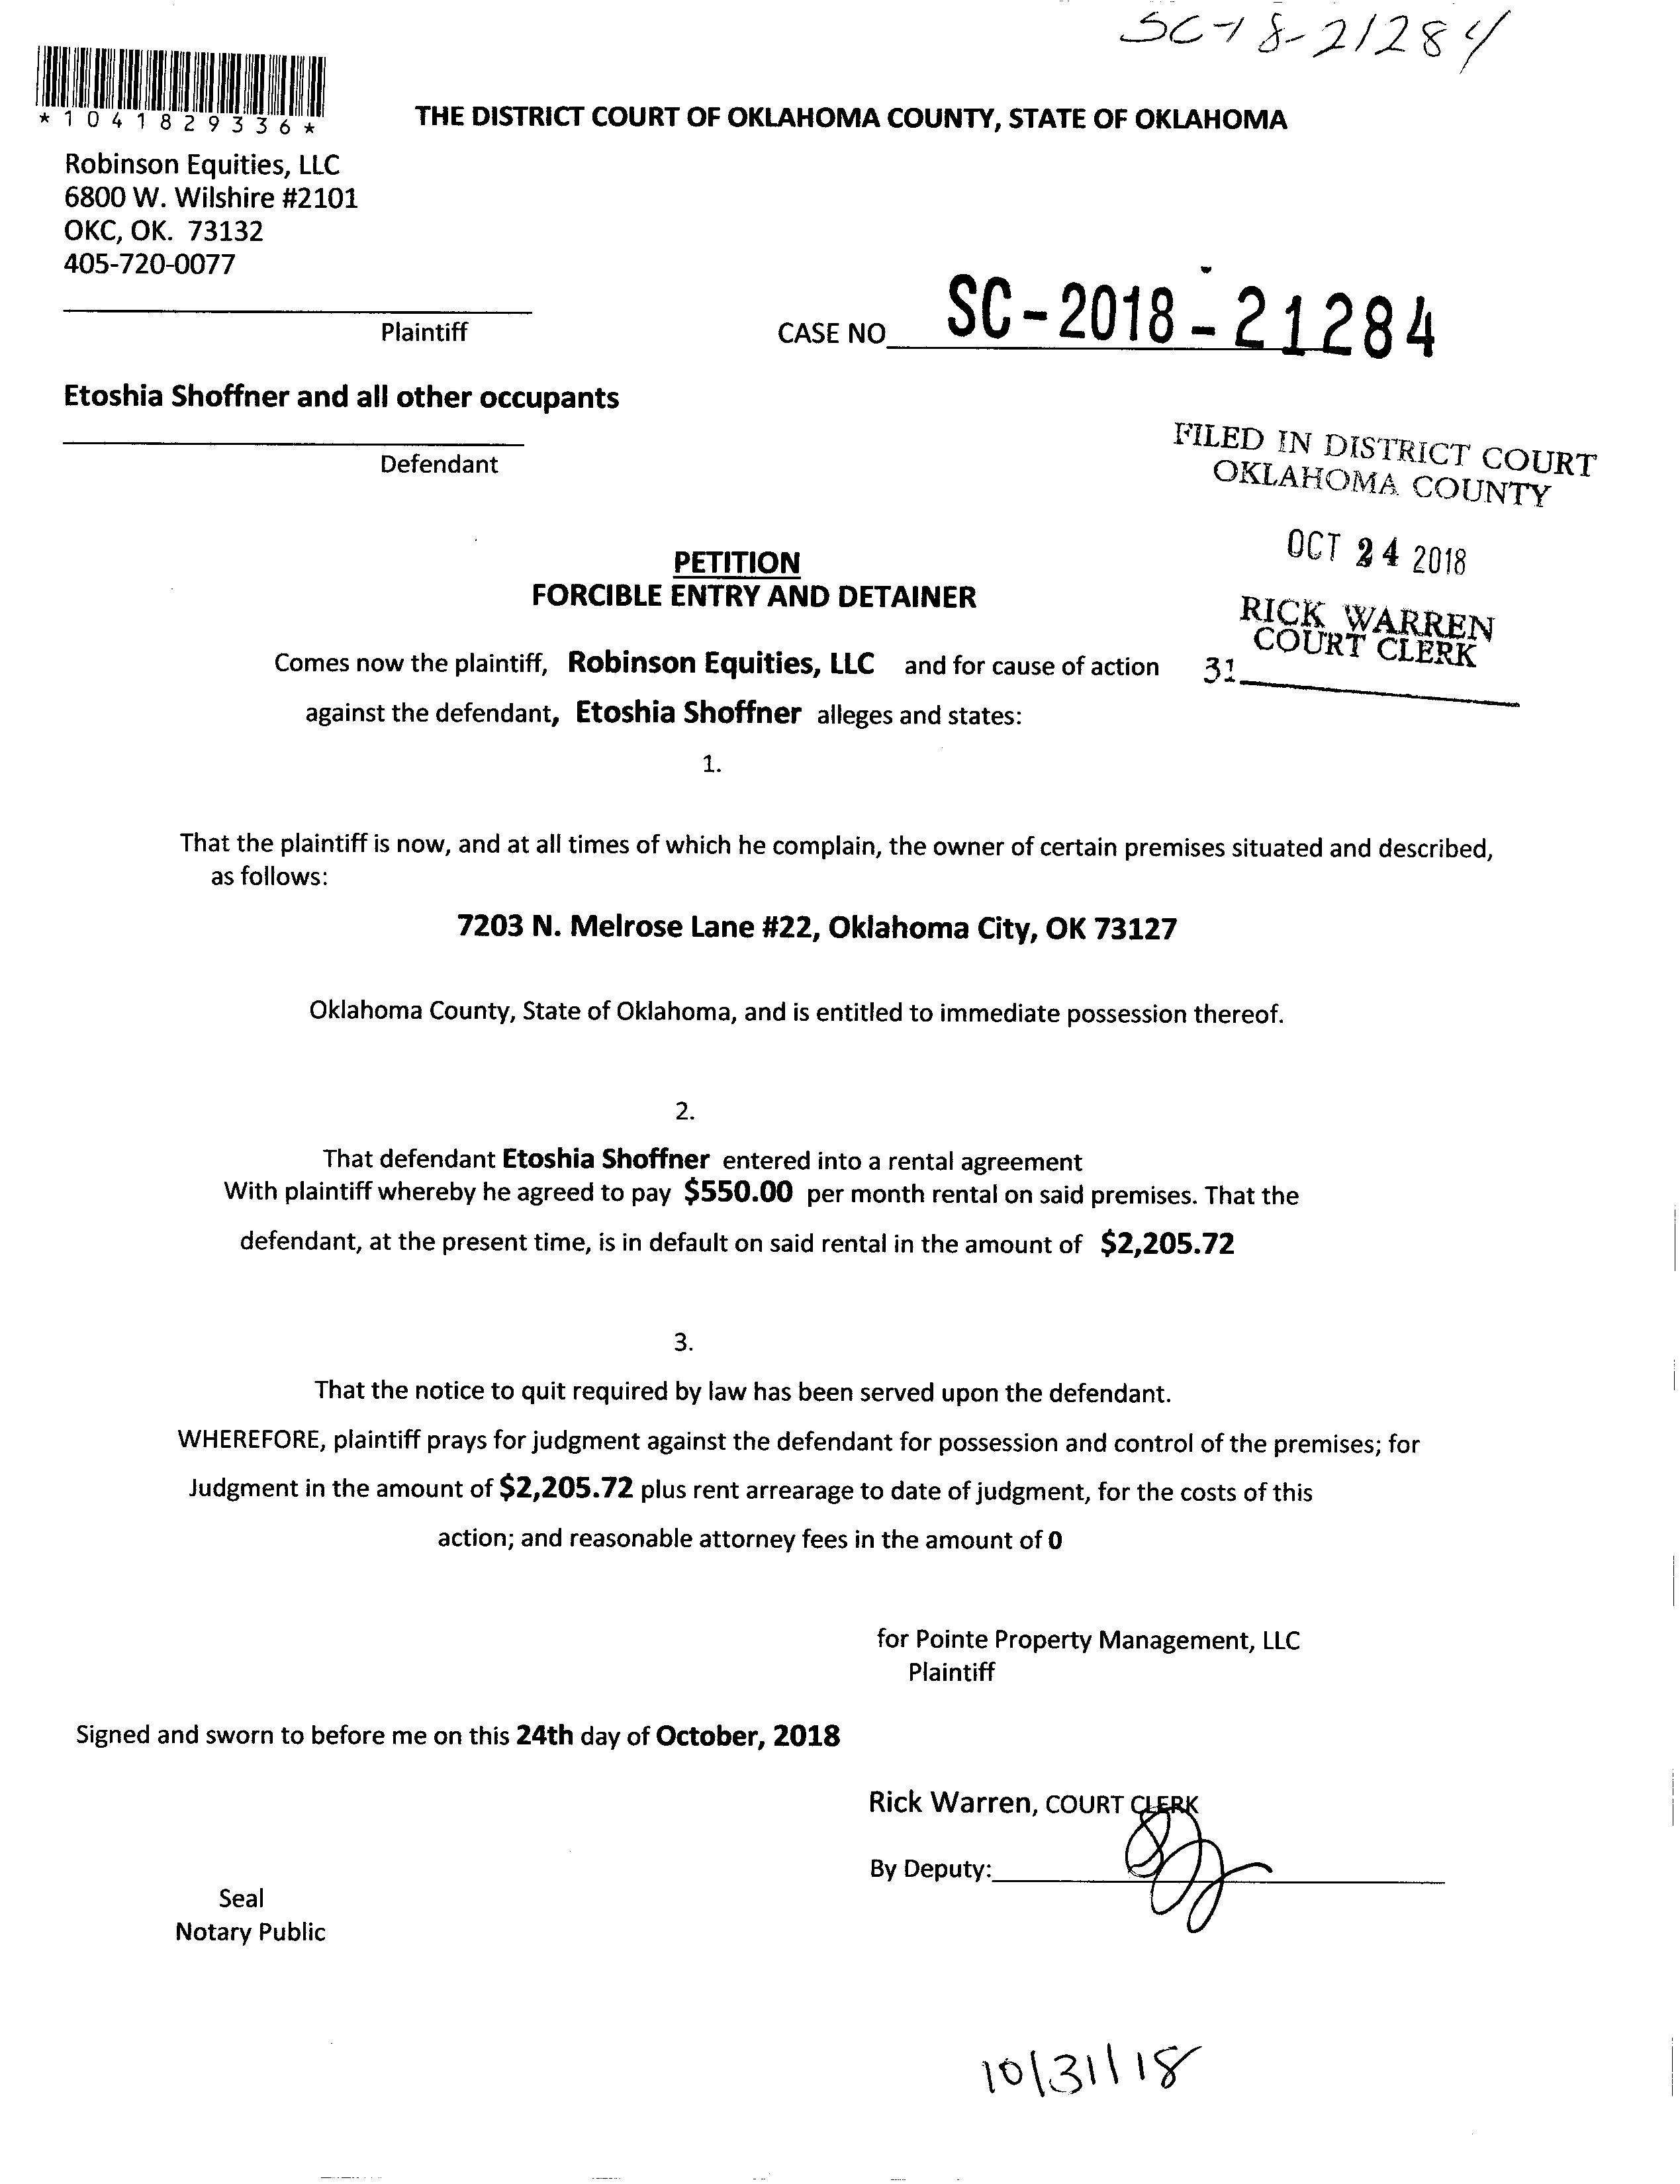 SC-18-21284
*1041829336*
THE DISTRICT COURT OF OKLAHOMA COUNTY, STATE OF OKLAHOMA
Robinson Equities, LLC
6800 W. Wilshire #2101
OKC, OK. 73132
405-720-0077
Plaintiff
CASE NO SC-2018-21284
Etoshia Shoffner and all other occupants
Defendant
FILED IN DISTRICT COURT
OKLAHOMA COUNTY
OCT 24 2018
RICK WARREN
COURT CLERK
31
PETITION
FORCIBLE ENTRY AND DETAINER
Comes now the plaintiff, Robinson Equities, LLC and for cause of action
against the defendant, Etoshia Shoffner alleges and states:
1.
That the plaintiff is now, and at all times of which he complain, the owner of certain premises situated and described,
as follows:
7203 N. Melrose Lane #22, Oklahoma City, OK 73127
Oklahoma County, State of Oklahoma, and is entitled to immediate possession thereof.
2.
That defendant Etoshia Shoffner entered into a rental agreement
With plaintiff whereby he agreed to pay $550.00 per month rental on said premises. That the
defendant, at the present time, is in default on said rental in the amount of $2,205.72
3.
That the notice to quit required by law has been served upon the defendant.
WHEREFORE, plaintiff prays for judgment against the defendant for possession and control of the premises; for
Judgment in the amount of $2,205.72 plus rent arrearage to date of judgment, for the costs of this
action; and reasonable attorney fees in the amount of 0
for Pointe Property Management, LLC
Plaintiff
Signed and sworn to before me on this 24th day of October, 2018
Rick Warren, COURT CLERK
By Deputy:
Seal
Notary Public
10/31/18